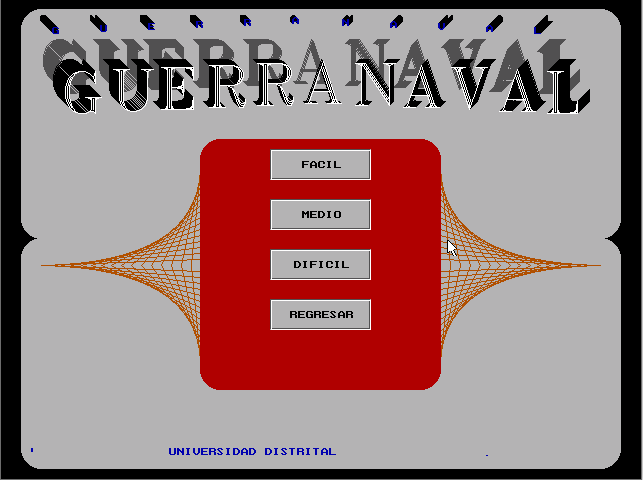 GUERRA NAVAL
FACIL
MEDIO
DIFICIL
REGRESAR
UNIVERSIDAD DISTRITAL